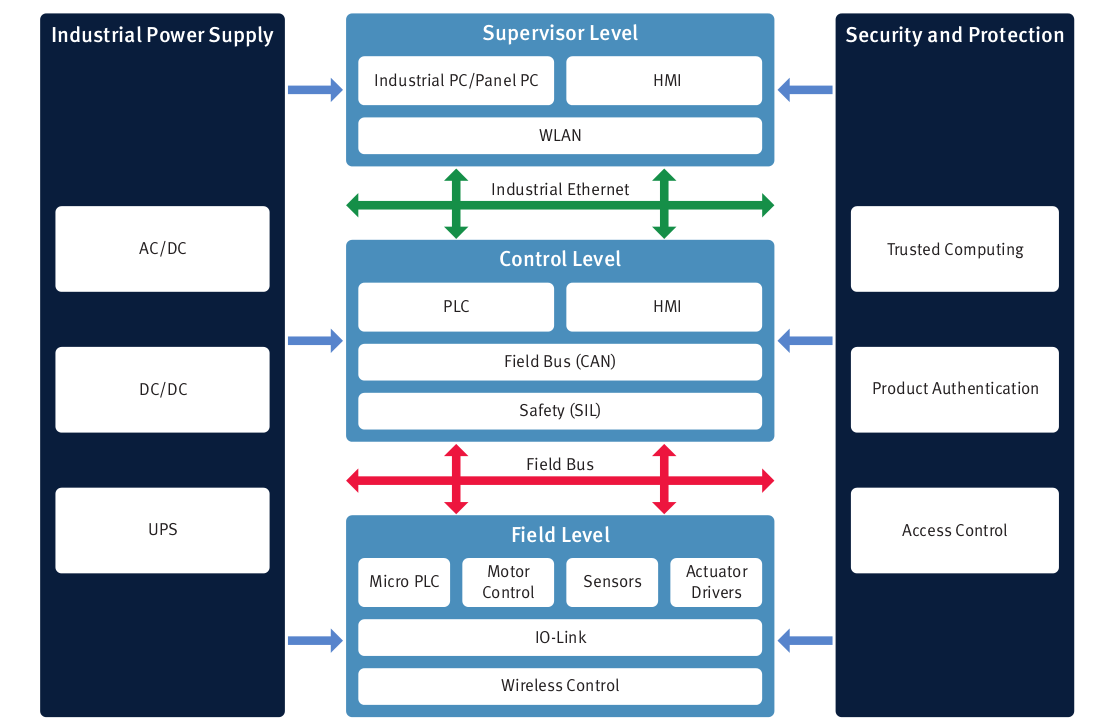 Industrial Power Supply
AC/DC
DC/DC
UPS
Supervisor Level
Industrial PC/Panel PC
HMI
WLAN
Industrial Ethernet
Control Level
PLC
HMI
Field Bus (CAN)
Safety (SIL)
Field Bus
Field Level
Micro PLC
Motor
Control
Sensors
Actuator
Drivers
IO-Link
Wireless Control
Security and Protection
Trusted Computing
Product Authentication
Access Control